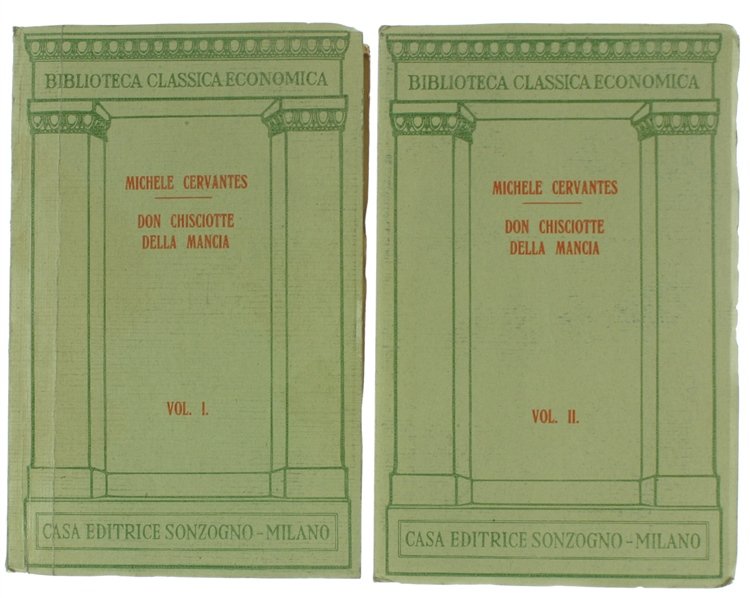 BIBLIOTECA CLASSICA ECONOMICA
MICHELE CERVANTES
DON CHISCIOTTE
DELLA MANCIA
VOL. I.
CASA EDITRICE SONZOGNO-MILANO
BIBLIOTECA CLASSICA ECONOMICA
MICHELE CERVANTES
DON CHISCIOTTE
DELLA MANCIA
VOL. II.
CASA EDITRICE SONZOGNO-MILANO